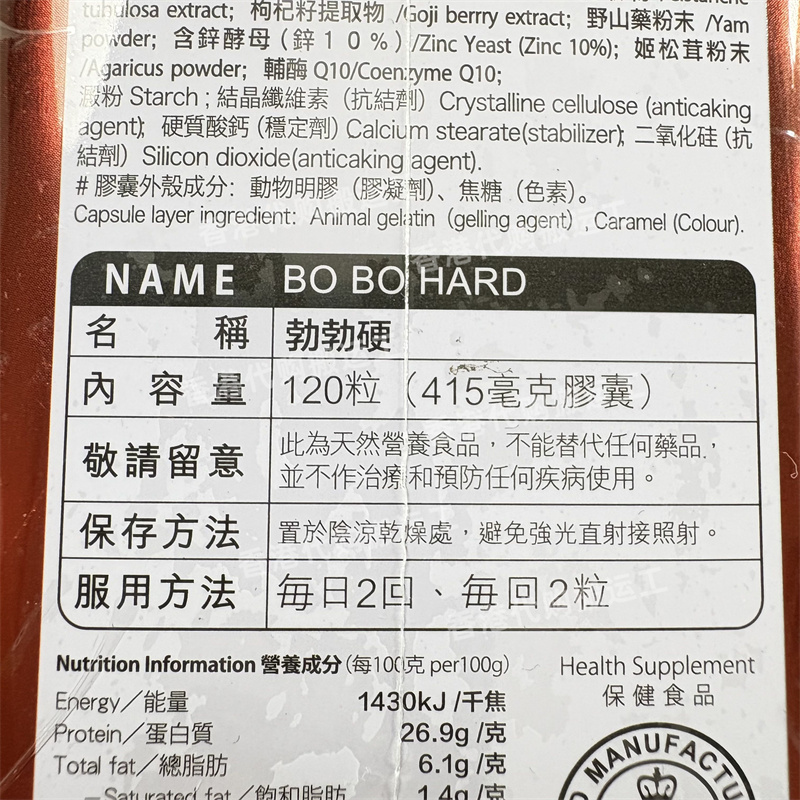 tubulosa extract; 枸杞籽提取物 /Goji berrry extract; 野山藥粉末 /Yam
powder; 含鋅酵母 (鋅10%) /Zinc Yeast (Zinc 10%); 姬松茸粉末
/Agaricus powder; 輔酶 Q10/Coenzyme Q10;
澱粉 Starch ; 結晶纖維素（抗結劑）Crystalline cellulose (anticaking
agent); 硬質酸鈣 (穩定劑) Calcium stearate(stabilizer); 二氧化硅 (抗
結劑）Silicon dioxide(anticaking agent).
# 膠囊外殼成分：動物明膠（膠凝劑）、焦糖（色素）。
Capsule layer ingredient: Animal gelatin (gelling agent) , Caramel (Colour).
NAME BO BO HARD
名稱 勃勃硬
內容量 120粒（415毫克膠囊）
敬請留意 此為天然營養食品，不能替代任何藥品，
並不作治療和預防任何疾病使用。
保存方法 置於陰涼乾燥處，避免強光直射接照射。
服用方法 每日2回、每回2粒
Nutrition Information 營養成分 (每100克 per100g)
Energy／能量 1430kJ /千焦
Protein／蛋白質 26.9g /克
Total fat／總脂肪 6.1g /克
–Saturated fat／飽和脂肪 1.4g /克
Health Supplement
保健食品
MANUFACTU